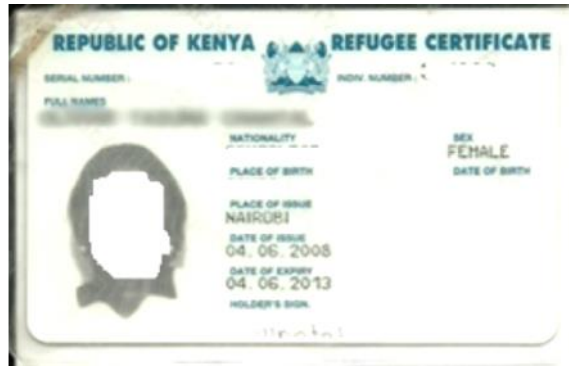 REPUBLIC OF KENYA REFUGEE CERTIFICATE
SERIAL NUMBER: INDIV. NUMBER:
FULL NAMES
NATIONALITY SEX
FEMALE
PLACE OF BIRTH DATE OF BIRTH
PLACE OF ISSUE
NAIROBI
DATE OF ISSUE
04. 06. 2008
DATE OF EXPIRY
04. 06. 2013
HOLDER'S SIGN.